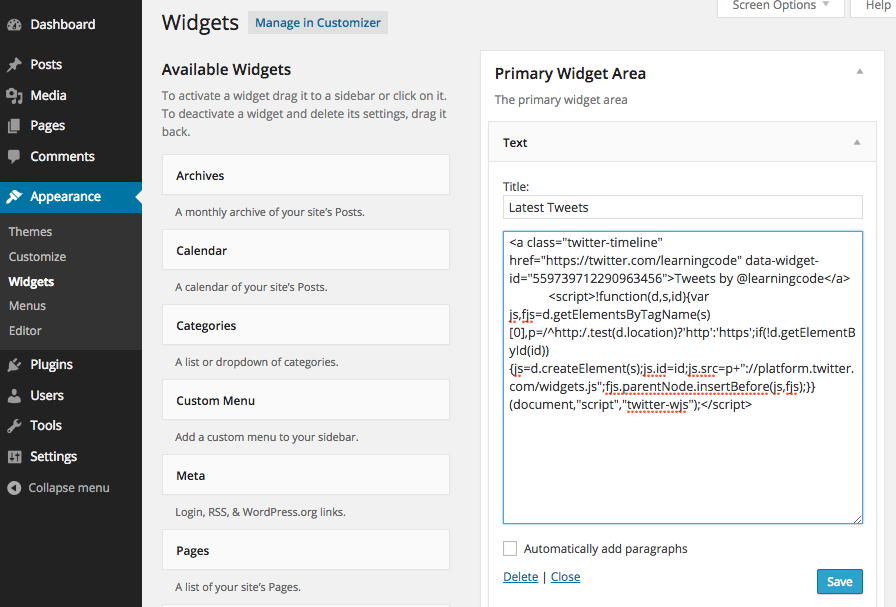 Dashboard
Posts
Media
Pages
Comments
Appearance
Themes
Customize
Widgets
Menus
Editor
Plugins
Users
Tools
Settings
Collapse menu
Screen Options
Help
Widgets
Manage in Customizer
Available Widgets
To activate a widget drag it to a sidebar or click on it.
To deactivate a widget and delete its settings, drag it
back.
Archives
A monthly archive of your site's Posts.
Calendar
A calendar of your site's Posts.
Categories
A list or dropdown of categories.
Custom Menu
Add a custom menu to your sidebar.
Meta
Login, RSS, & WordPress.org links.
Pages
A list of your site's Pages.
Primary Widget Area
The primary widget area
Text
Title:
Latest Tweets
<a class="twitter-timeline"
href="https://twitter.com/learningcode" data-widget-
id="559739712290963456">Tweets by @learningcode</a>
<script>!function(d,s,id){var
js,fjs=d.getElementsByTagName(s)
[0],p=/^http:/.test(d.location)?'http':'https';if(!d.getElementB
yId(id))
{js=d.createElement(s);js.id=id;js.src=p+"://platform.twitter.
com/widgets.js";fjs.parentNode.insertBefore(js,fjs);}}
(document,"script","twitter-wjs");</script>
Automatically add paragraphs
Delete | Close
Save